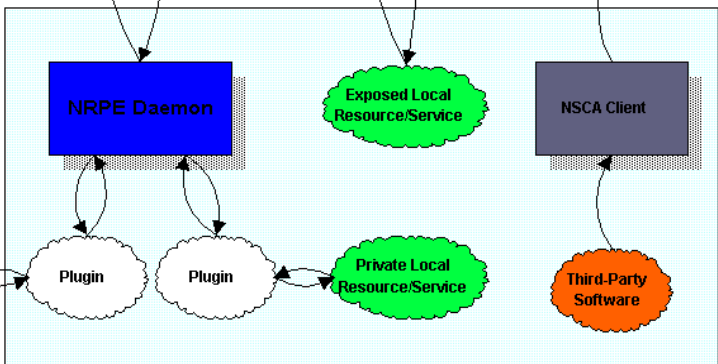 NRPE Daemon
Exposed Local
Resource/Service
NSCA Client
Plugin
Plugin
Private Local
Resource/Service
Third-Party
Software